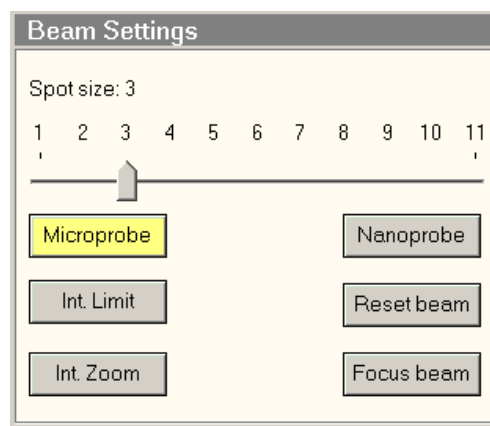 Beam Settings
Spot size: 3
1 2 3 4 5 6 7 8 9 10 11
Microprobe Nanoprobe
Int. Limit Reset beam
Int. Zoom Focus beam